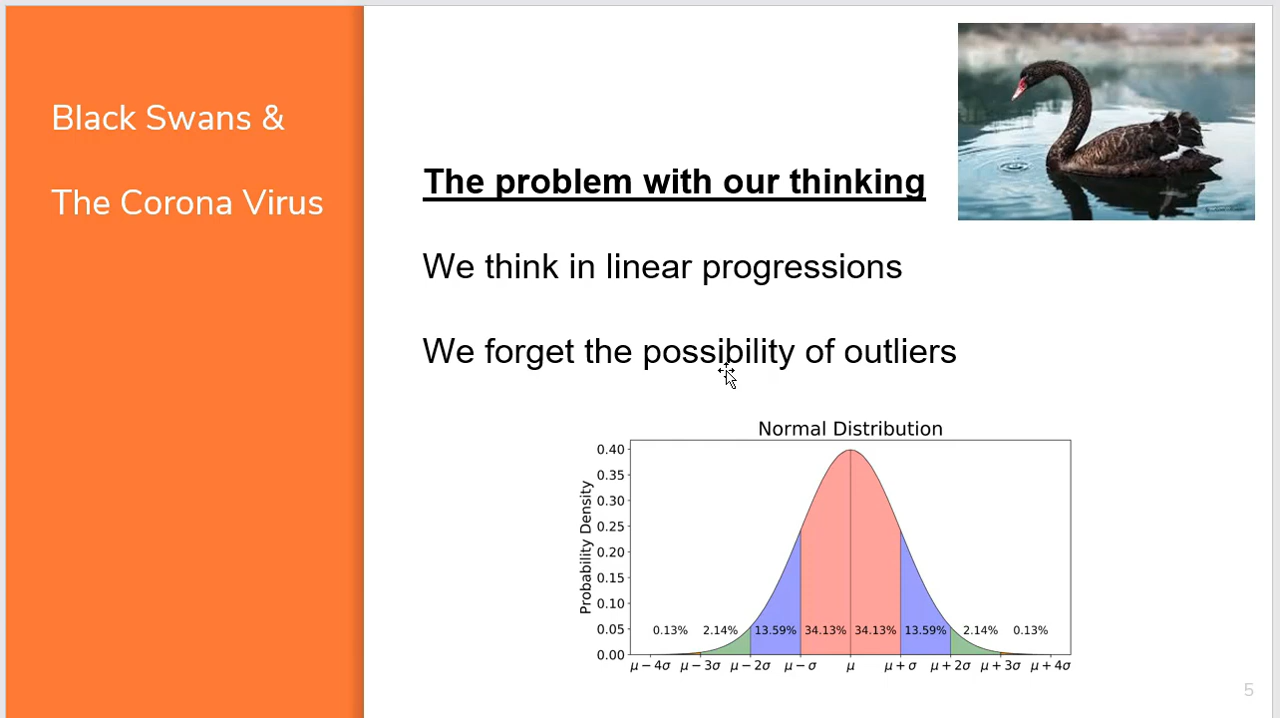 Black Swans &
The Corona Virus
The problem with our thinking
We think in linear progressions
We forget the possibility of outliers
Normal Distribution
Probability Density
0.40
0.35
0.30
0.25
0.20
0.15
0.10
0.05
0.00
0.13% 2.14% 13.59% 34.13% 34.13% 13.59% 2.14% 0.13%
μ − 4σ μ − 3σ μ − 2σ μ − σ μ μ + σ μ + 2σ μ + 3σ μ + 4σ
5